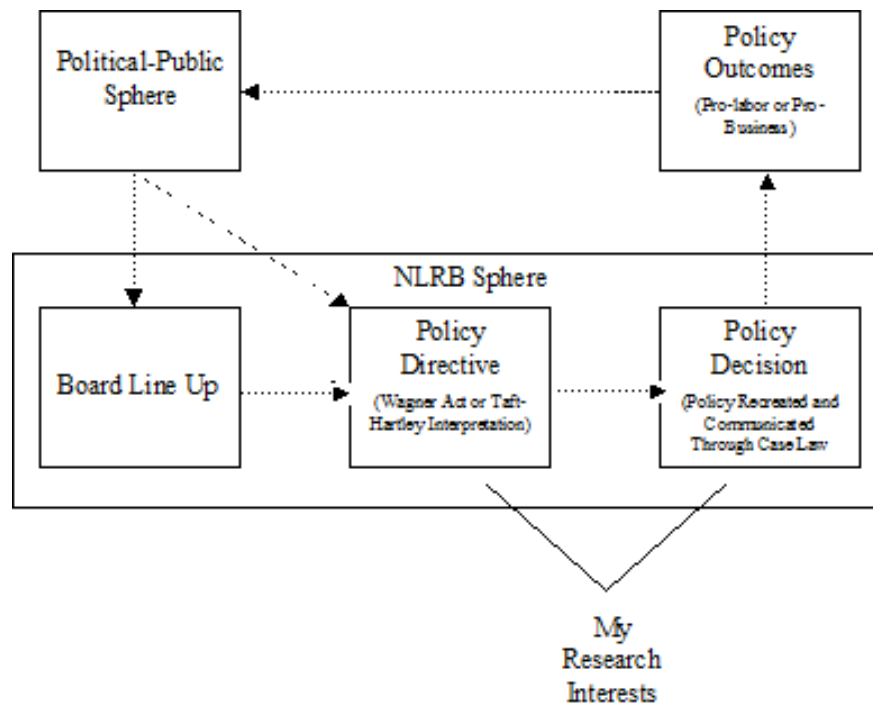 Political-Public
Sphere
Policy
Outcomes
(Pro-labor or Pro-
Business)
NLRB Sphere
Board Line Up
Policy
Directive
(Wagner Act or Taft-
Hartley Interpretation)
Policy
Decision
(Policy Recreated and
Communicated
Through Case Law
My
Research
Interests